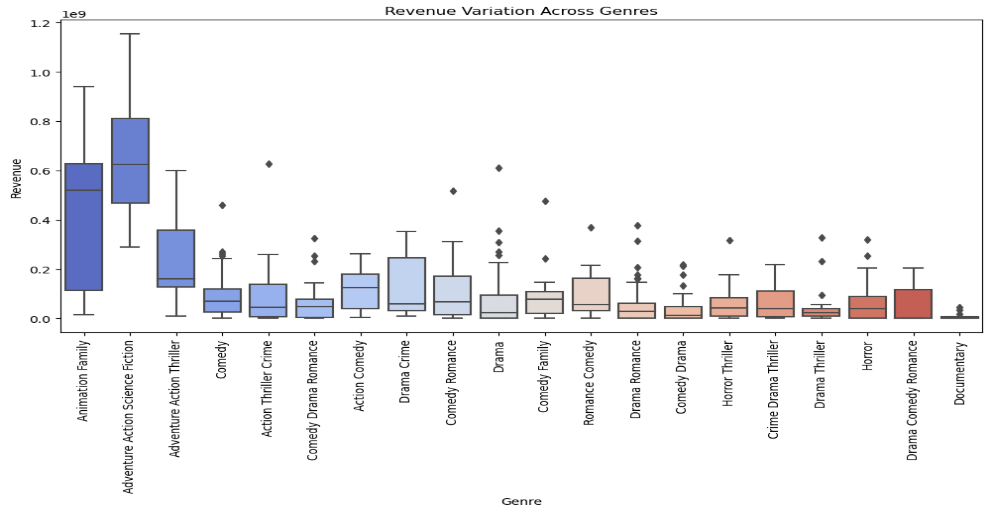 Revenue Variation Across Genres
1e9
1.2
1.0
0.8
0.6
0.4
0.2
0.0
Revenue
Animation Family
Adventure Action Science Fiction
Adventure Action Thriller
Comedy
Action Thriller Crime
Comedy Drama Romance
Action Comedy
Drama Crime
Comedy Romance
Drama
Comedy Family
Romance Comedy
Drama Romance
Comedy Drama
Horror Thriller
Crime Drama Thriller
Drama Thriller
Horror
Drama Comedy Romance
Documentary
Genre